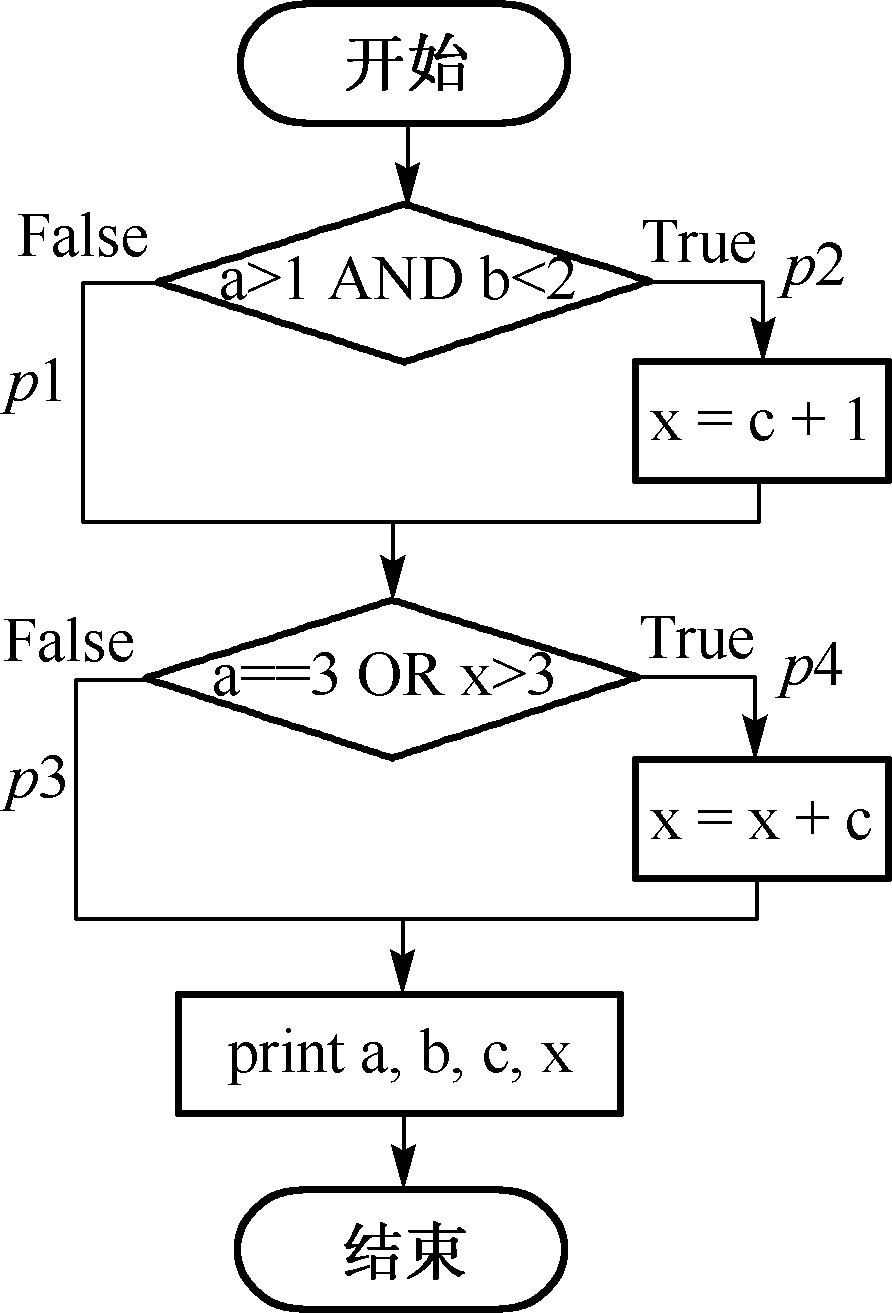 开始
False
True
a>1 AND b<2
p2
p1
x = c + 1
False
True
a==3 OR x>3
p4
p3
x = x + c
print a, b, c, x
结束